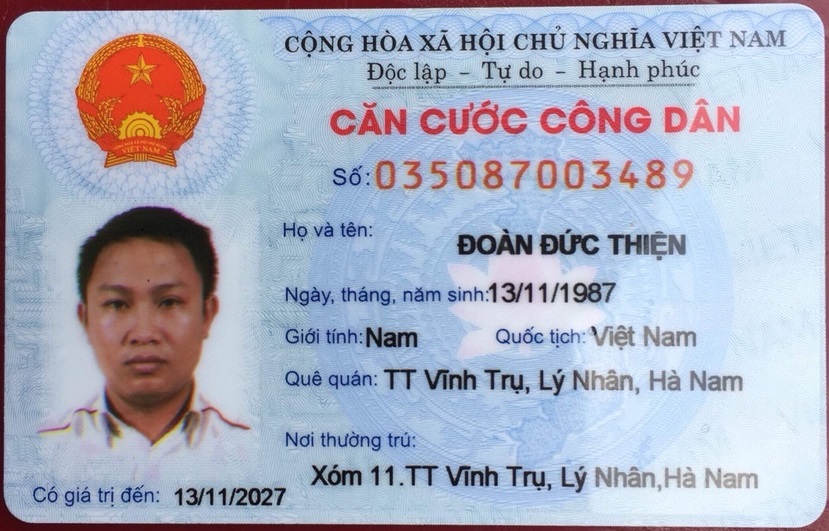 CỘNG HÒA XÃ HỘI CHỦ NGHĨA VIỆT NAM
Độc lập - Tự do - Hạnh phúc
CĂN CƯỚC CÔNG DÂN
Số: 035087003489
Họ và tên:
ĐOÀN ĐỨC THIỆN
Ngày, tháng, năm sinh: 13/11/1987
Giới tính: Nam Quốc tịch: Việt Nam
Quê quán: TT Vĩnh Trụ, Lý Nhân, Hà Nam
Nơi thường trú:
Xóm 11.TT Vĩnh Trụ, Lý Nhân,Hà Nam
Có giá trị đến: 13/11/2027